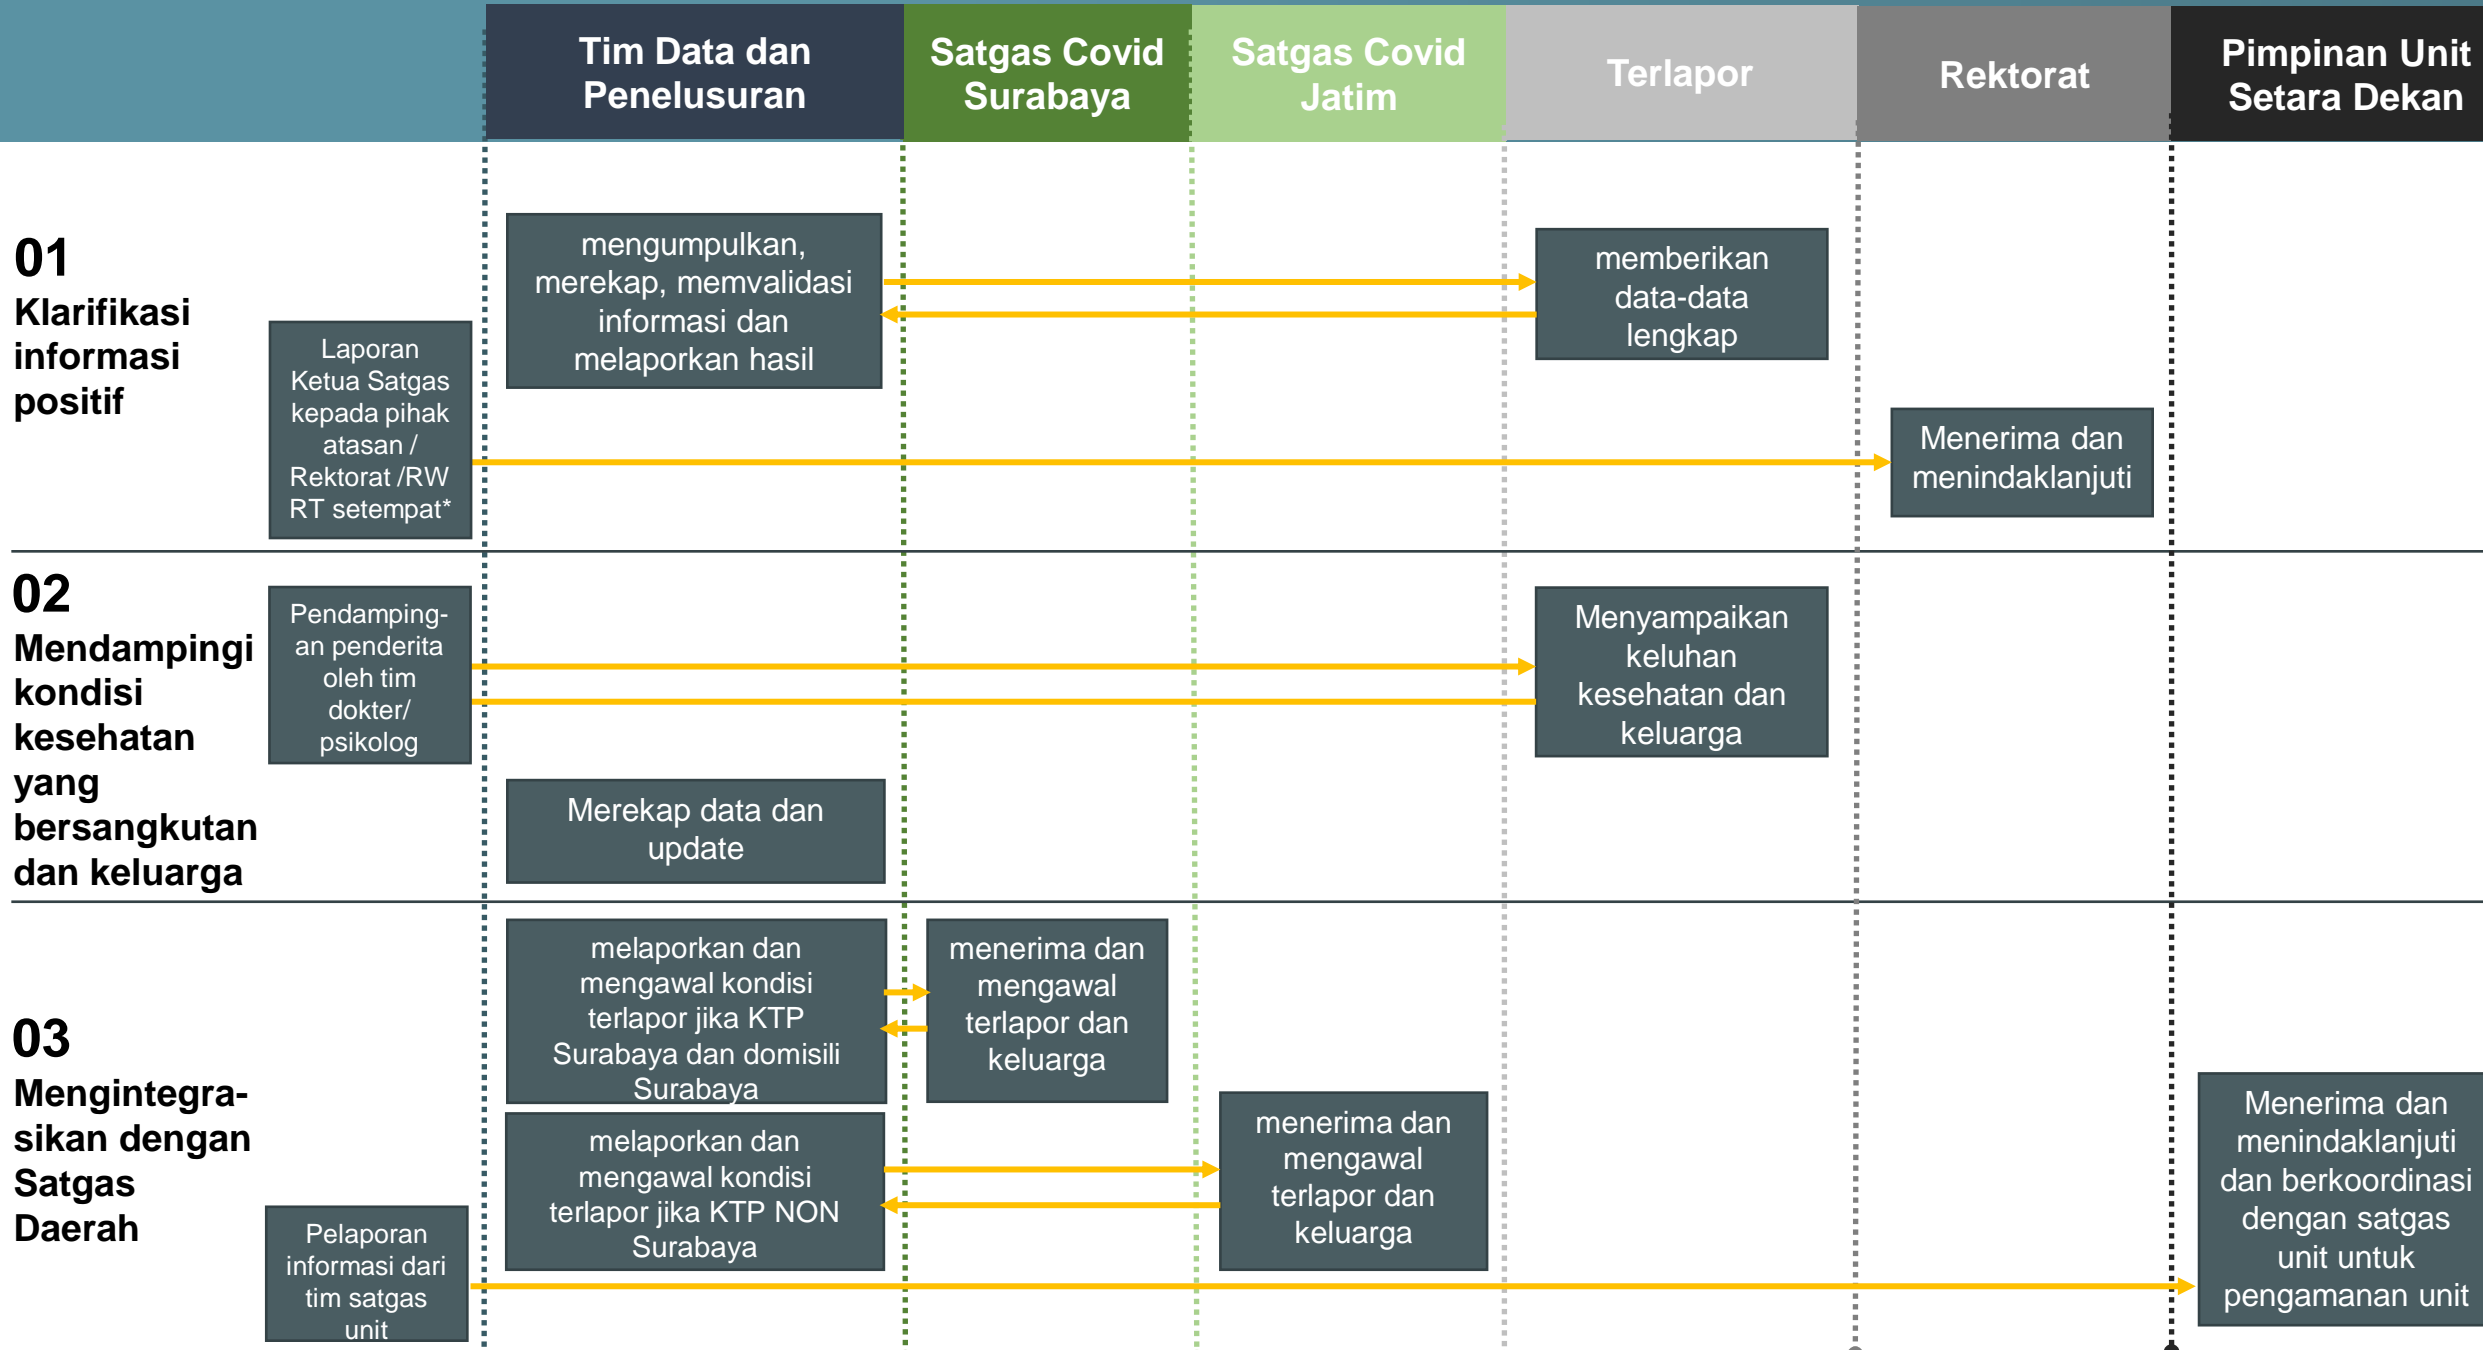 Tim Data dan
Penelusuran
Satgas Covid
Surabaya
Satgas Covid
Jatim
Terlapor
Rektorat
Pimpinan Unit
Setara Dekan
01
Klarifikasi
informasi
positif
Laporan
Ketua Satgas
kepada pihak
atasan /
Rektorat /RW
RT setempat*
mengumpulkan,
merekap, memvalidasi
informasi dan
melaporkan hasil
memberikan
data-data
lengkap
Menerima dan
menindaklanjuti
02
Mendampingi
kondisi
kesehatan
yang
bersangkutan
dan keluarga
Pendamping-
an penderita
oleh tim
dokter/
psikolog
Menyampaikan
keluhan
kesehatan dan
keluarga
Merekap data dan
update
03
Mengintegra-
sikan dengan
Satgas
Daerah
Pelaporan
informasi dari
tim satgas
unit
melaporkan dan
mengawal kondisi
terlapor jika KTP
Surabaya dan domisili
Surabaya
menerima dan
mengawal
terlapor dan
keluarga
melaporkan dan
mengawal kondisi
terlapor jika KTP NON
Surabaya
menerima dan
mengawal
terlapor dan
keluarga
Menerima dan
menindaklanjuti
dan berkoordinasi
dengan satgas
unit untuk
pengamanan unit